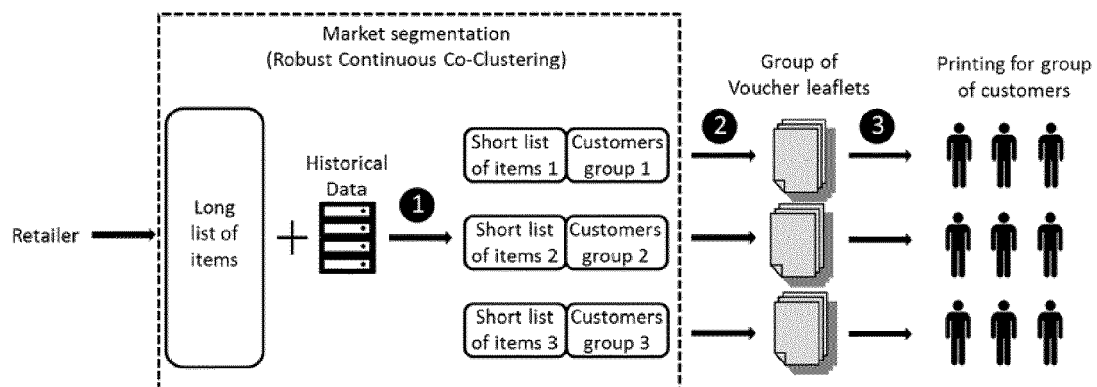 Market segmentation
(Robust Continuous Co-Clustering)
Group of
Voucher leaflets
Printing for group
of customers
Retailer
Long
list of
items
Historical
Data
1
Short list
of items 1
Customers
group 1
Short list
of items 2
Customers
group 2
Short list
of items 3
Customers
group 3
2
3